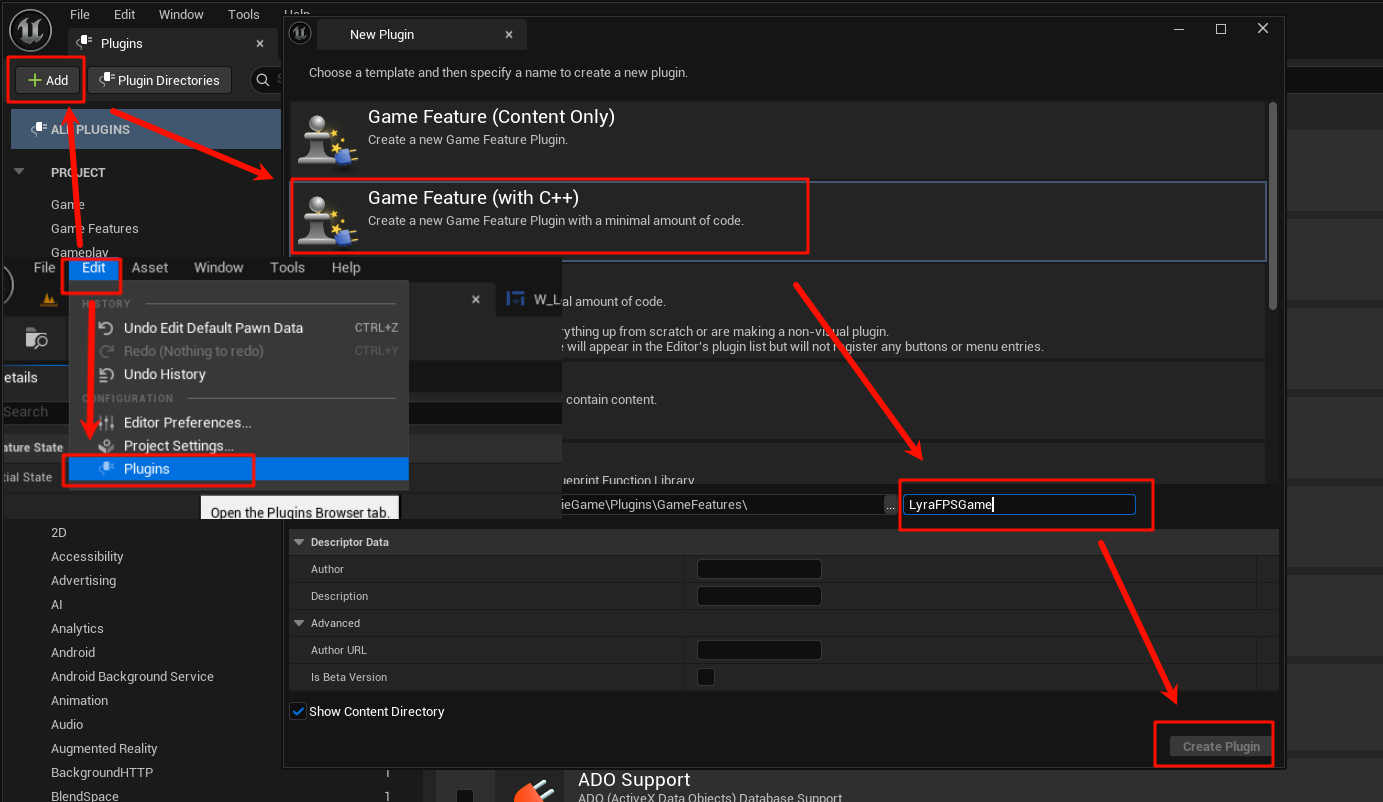 File Edit Window Tools Help
Plugins
Add
Plugin Directories
ALL PLUGINS
PROJECT
Game
Game Features
Gameplay
New Plugin
Choose a template and then specify a name to create a new plugin.
Game Feature (Content Only)
Create a new Game Feature Plugin.
Game Feature (with C++)
Create a new Game Feature Plugin with a minimal amount of code.
File Edit Asset Window Tools Help
W_L
HISTORY
Undo Edit Default Pawn Data CTRL+Z
Redo (Nothing to redo) CTRL+Y
Undo History
CONFIGURATION
Editor Preferences...
Project Settings...
Plugins
Open the Plugins Browser tab.
etails
Search
ature State
tial State
al amount of code.
rything up from scratch or are making a non-visual plugin.
e will appear in the Editor's plugin list but will not register any buttons or menu entries.
contain content.
ueprint Function Library
ieGame\Plugins\GameFeatures\
...
LyraFPSGame
Descriptor Data
Author
Description
Advanced
Author URL
Is Beta Version
Show Content Directory
Create Plugin
2D
Accessibility
Advertising
AI
Analytics
Android
Android Background Service
Animation
Audio
Augmented Reality
BackgroundHTTP 1
BlendSpace 1
ADO Support
ADO (ActiveX Data Objects) Database Support